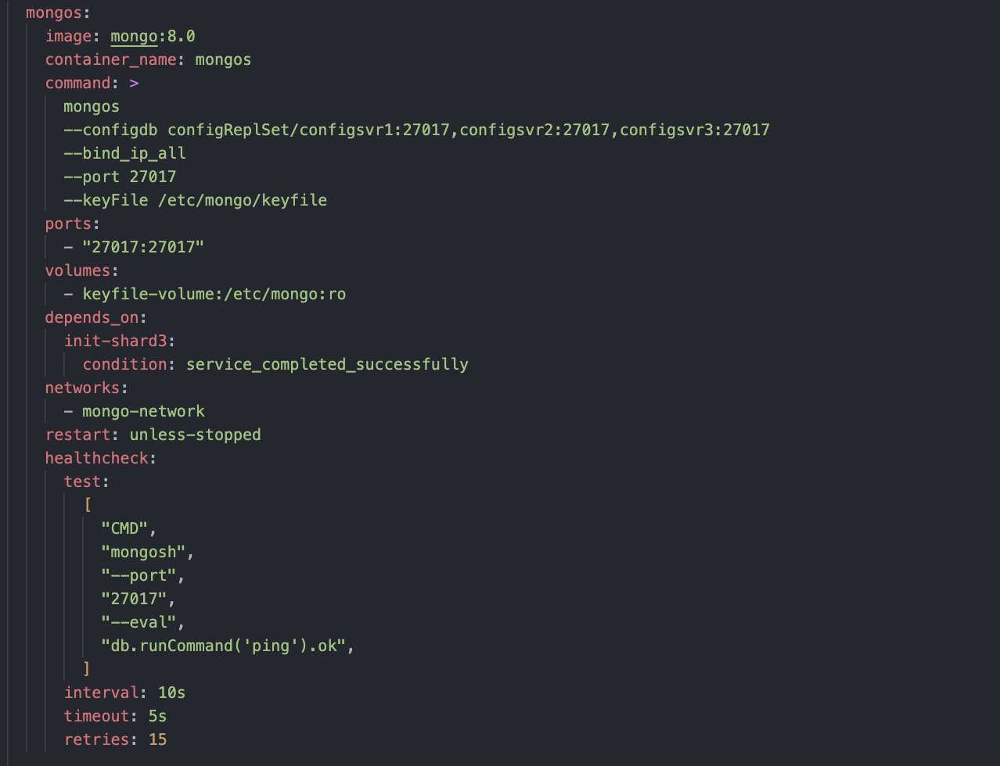 mongos:
image: mongo:8.0
container_name: mongos
command: >
mongos
--configdb configReplSet/configsvr1:27017,configsvr2:27017,configsvr3:27017
--bind_ip_all
--port 27017
--keyFile /etc/mongo/keyfile
ports:
- "27017:27017"
volumes:
- keyfile-volume:/etc/mongo:ro
depends_on:
init-shard3:
condition: service_completed_successfully
networks:
- mongo-network
restart: unless-stopped
healthcheck:
test:
[
"CMD",
"mongosh",
"--port",
"27017",
"--eval",
"db.runCommand('ping').ok",
]
interval: 10s
timeout: 5s
retries: 15